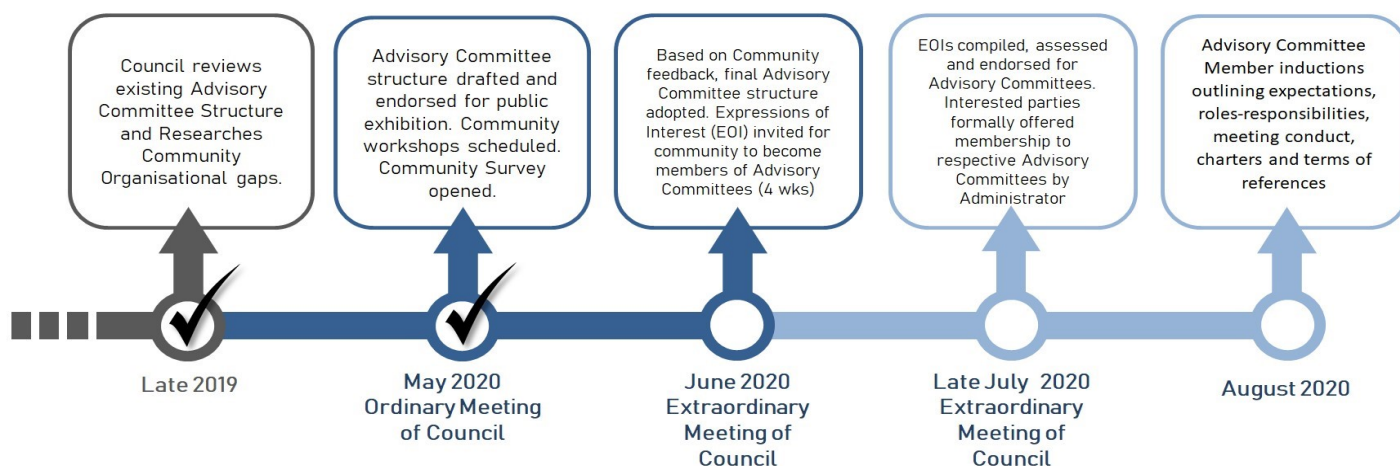 Council reviews
existing Advisory
Committee Structure
and Researches
Community
Organisational gaps.
Advisory Committee
structure drafted and
endorsed for public
exhibition. Community
workshops scheduled.
Community Survey
opened.
Based on Community
feedback, final Advisory
Committee structure
adopted. Expressions of
Interest (EOI) invited for
community to become
members of Advisory
Committees (4 wks)
EOIs compiled, assessed
and endorsed for
Advisory Committees.
Interested parties
formally offered
membership to
respective Advisory
Committees by
Administrator
Advisory Committee
Member inductions
outlining expectations,
roles-responsibilities,
meeting conduct,
charters and terms of
references
Late 2019
May 2020
Ordinary Meeting
of Council
June 2020
Extraordinary
Meeting of
Council
Late July 2020
Extraordinary
Meeting of
Council
August 2020